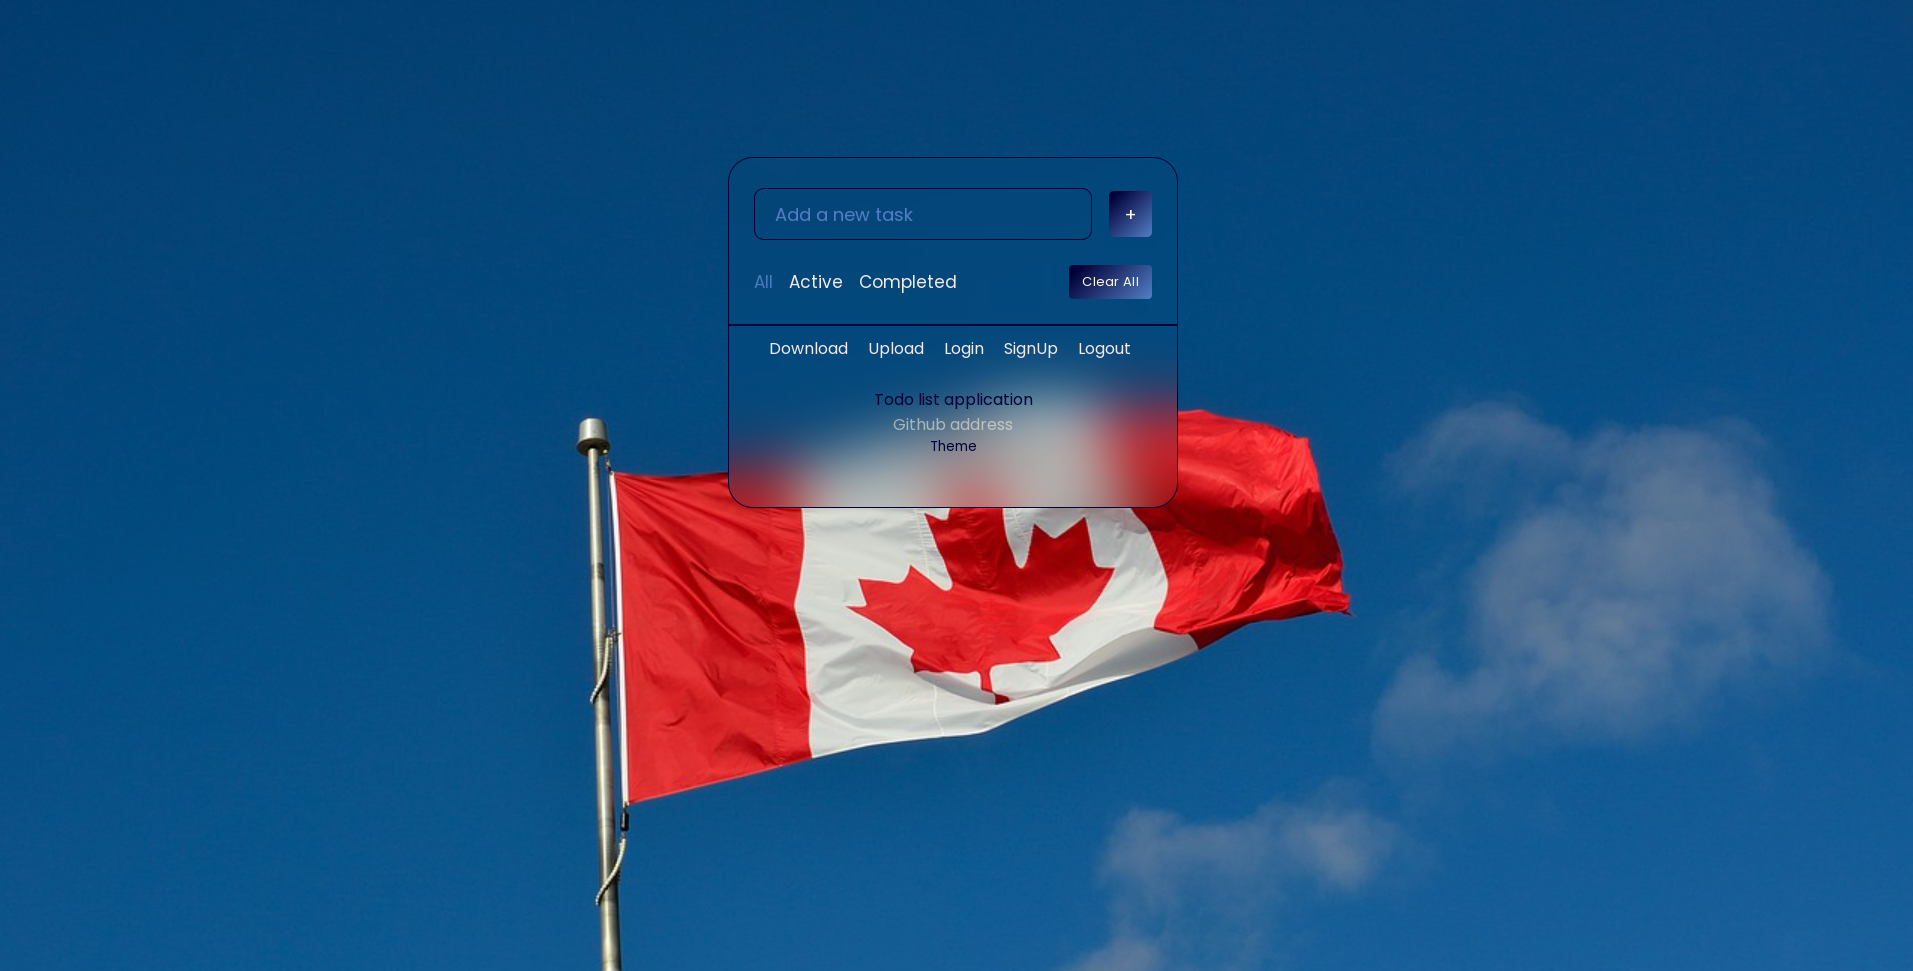 Add a new task +
All Active Completed Clear All
Download Upload Login SignUp Logout
Todo list application
Github address
Theme